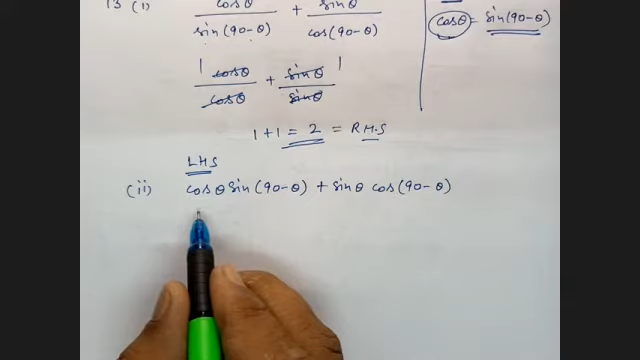 13 (i) cosθ/sin(90-θ) + sinθ/cos(90-θ)
cosθ = sin(90-θ)
1 cosθ/cosθ + sinθ/sinθ 1
1+1 = 2 = RHS
LHS
(ii) cosθ sin(90-θ) + sinθ cos(90-θ)